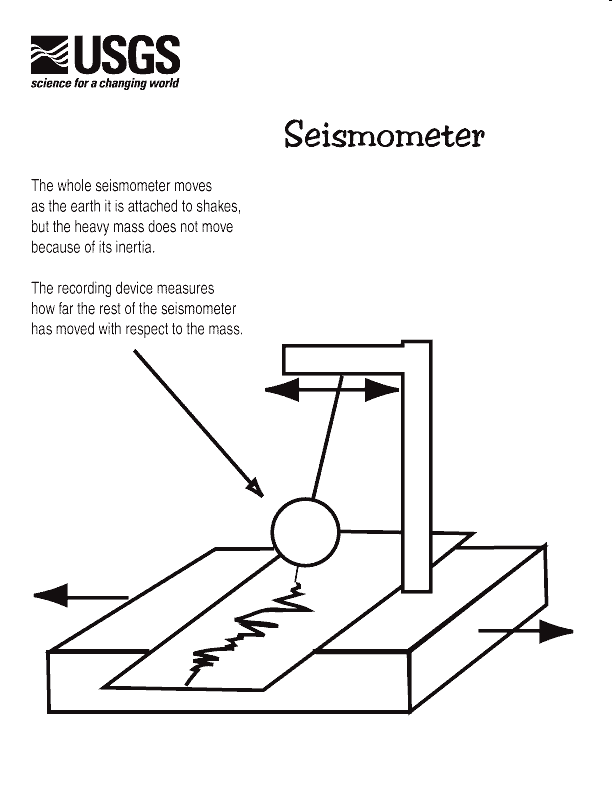 USGS
science for a changing world
Seismometer
The whole seismometer moves
as the earth it is attached to shakes,
but the heavy mass does not move
because of its inertia.
The recording device measures
how far the rest of the seismometer
has moved with respect to the mass.